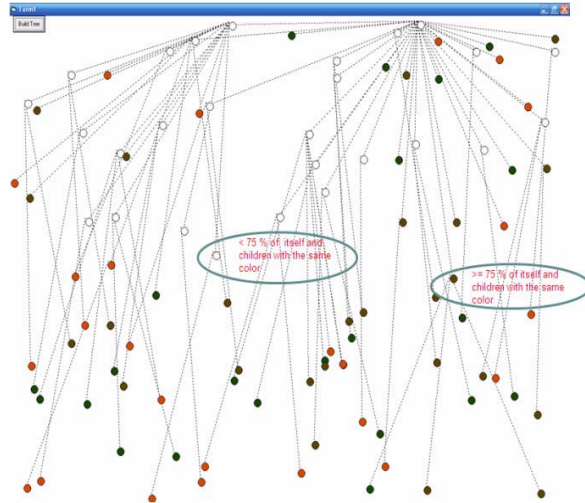 Form1
Build Tree
< 75 % of itself and
children with the same
color
>= 75 % of itself and
children with the same
color